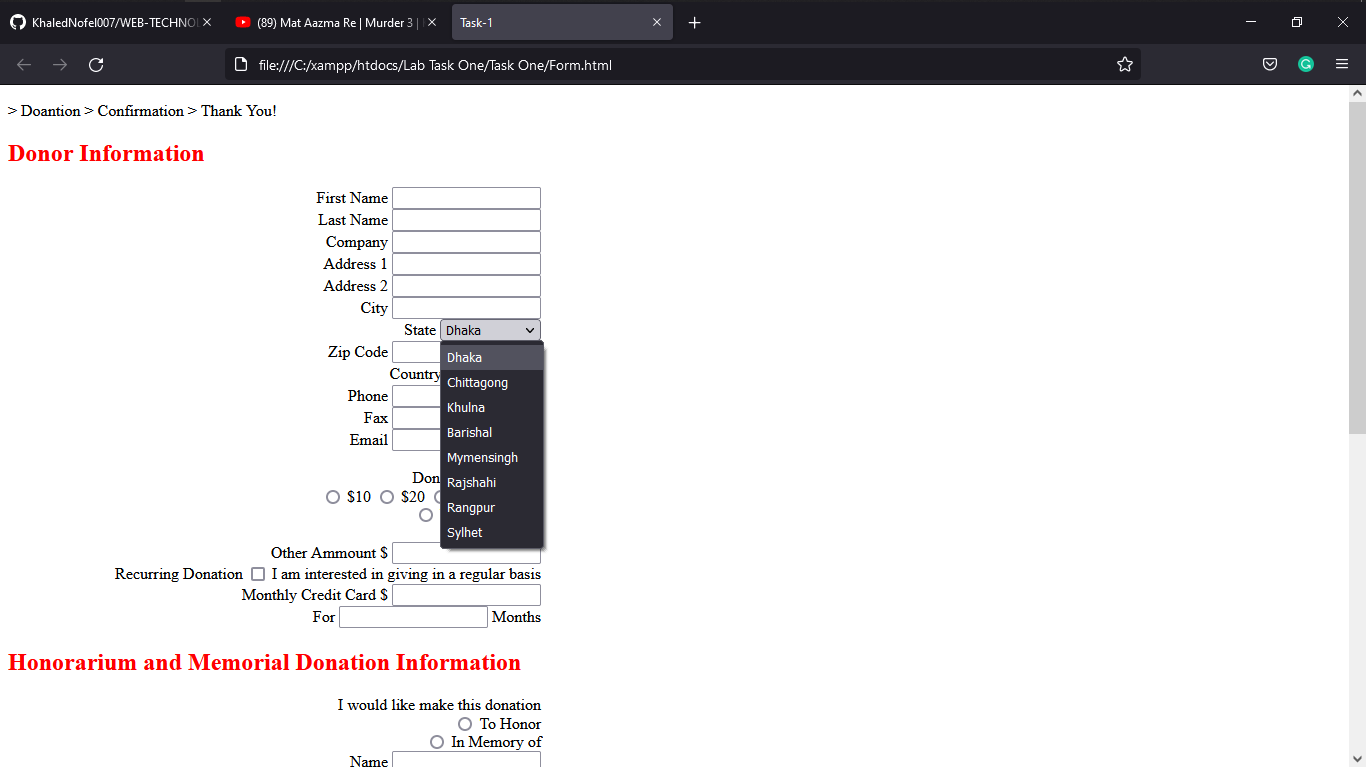 KhaledNofel007/WEB-TECHNOL
(89) Mat Aazma Re | Murder 3 |
Task-1
file:///C:/xampp/htdocs/Lab Task One/Task One/Form.html
> Doantion > Confirmation > Thank You!
Donor Information
First Name
Last Name
Company
Address 1
Address 2
City
State Dhaka
Zip Code
Dhaka
Country
Chittagong
Phone
Khulna
Fax
Email
Barishal
Mymensingh
Don
Rajshahi
$10 $20
Rangpur
Sylhet
Other Ammount $
Recurring Donation I am interested in giving in a regular basis
Monthly Credit Card $
For Months
Honorarium and Memorial Donation Information
I would like make this donation
To Honor
In Memory of
Name